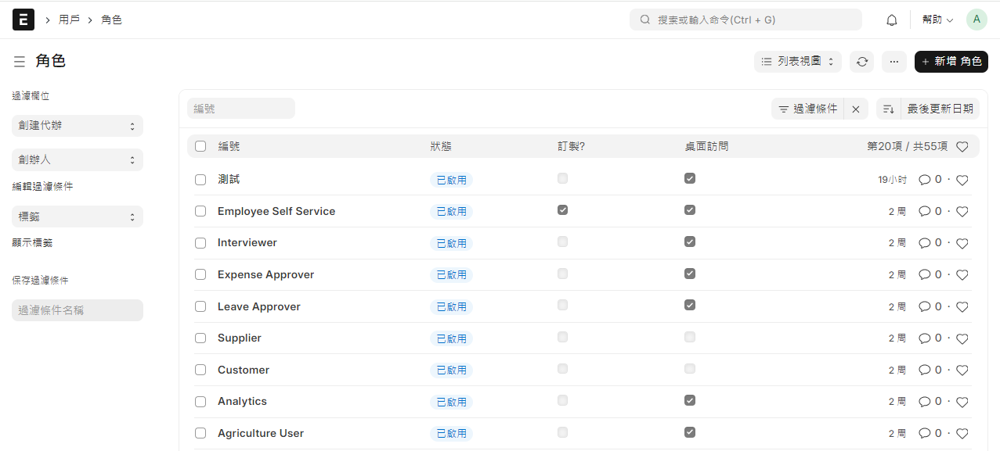 E 用戶 角色 搜索或輸入命令(Ctrl + G) 幫助 A
角色 列表視圖 ... + 新增 角色
過濾欄位
創建代辦
創辦人
編輯過濾條件
標籤
顯示標籤
保存過濾條件
過濾條件名稱
編號 過濾條件 最後更新日期
編號 狀態 訂製? 桌面訪問 第20項 / 共55項
測試 已啟用 19小时 0 ·
Employee Self Service 已啟用 2 周 0 ·
Interviewer 已啟用 2 周 0 ·
Expense Approver 已啟用 2 周 0 ·
Leave Approver 已啟用 2 周 0 ·
Supplier 已啟用 2 周 0 ·
Customer 已啟用 2 周 0 ·
Analytics 已啟用 2 周 0 ·
Agriculture User 已啟用 2 周 0 ·